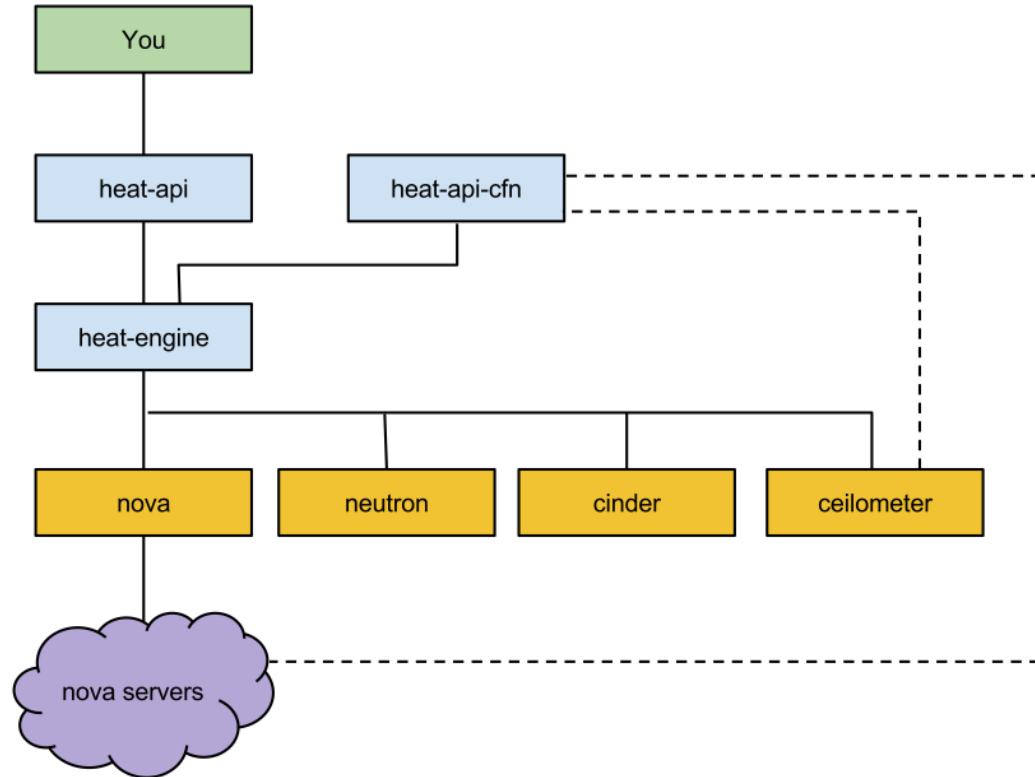 You
heat-api
heat-api-cfn
heat-engine
nova
neutron
cinder
ceilometer
nova servers